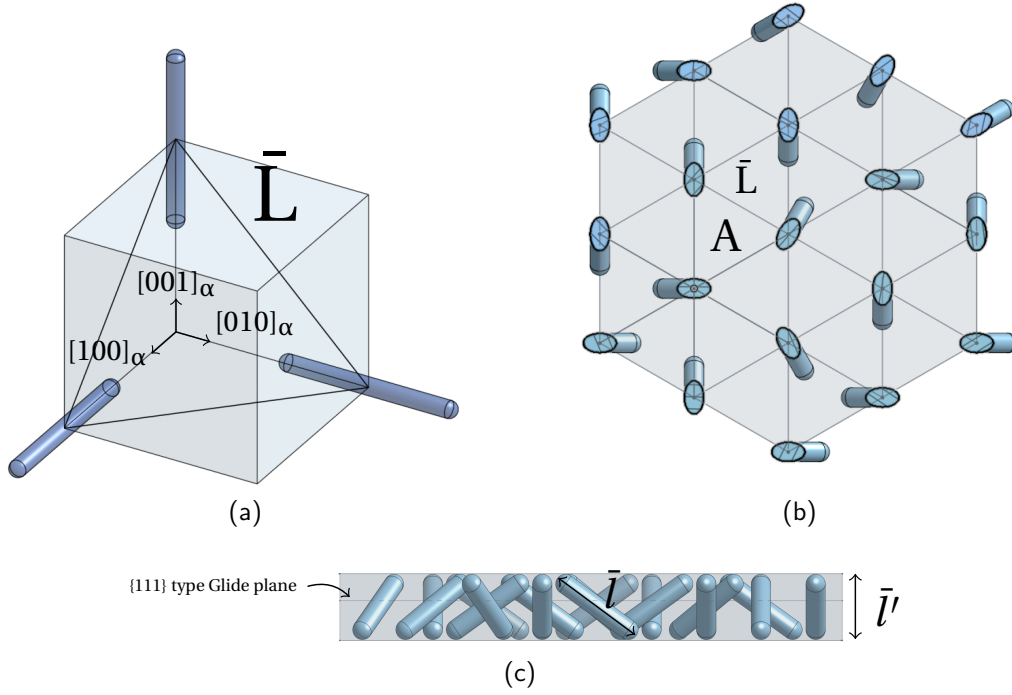 L̄
[001]α
[010]α
[100]α
(a)
L̄
A
(b)
{111} type Glide plane
l̄
l̄′
(c)